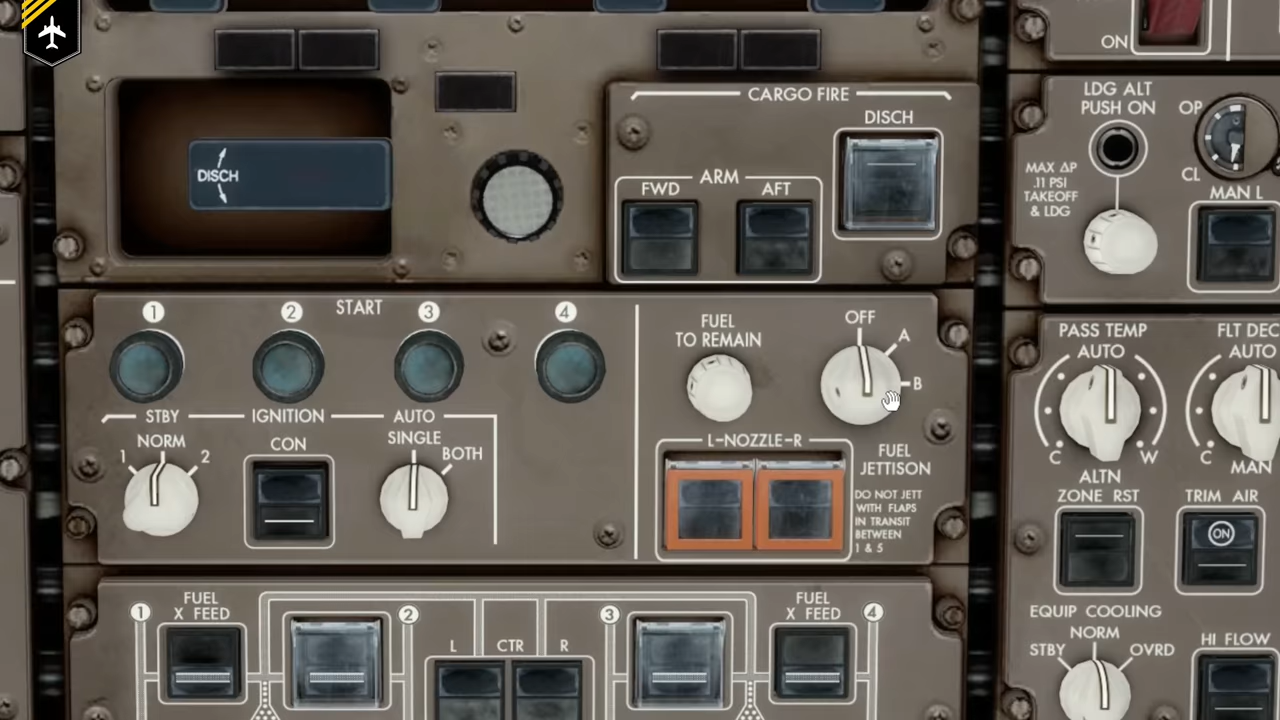 ON
CARGO FIRE
DISCH
LDG ALT
PUSH ON
OP
CL
MAX ΔP
.11 PSI
TAKEOFF
& LDG
MAN L
DISCH
ARM
FWD
AFT
1
2
START
3
4
FUEL
TO REMAIN
OFF
A
B
PASS TEMP
AUTO
C
W
ALTN
FLT DEC
AUTO
C
MAN
STBY
IGNITION
AUTO
NORM
1
2
CON
SINGLE
BOTH
L-NOZZLE-R
FUEL
JETTISON
DO NOT JETT
WITH FLAPS
IN TRANSIT
BETWEEN
1 & 5
ZONE RST
TRIM AIR
ON
1
FUEL
X FEED
2
L
CTR
R
3
FUEL
X FEED
4
EQUIP COOLING
NORM
STBY
OVRD
HI FLOW